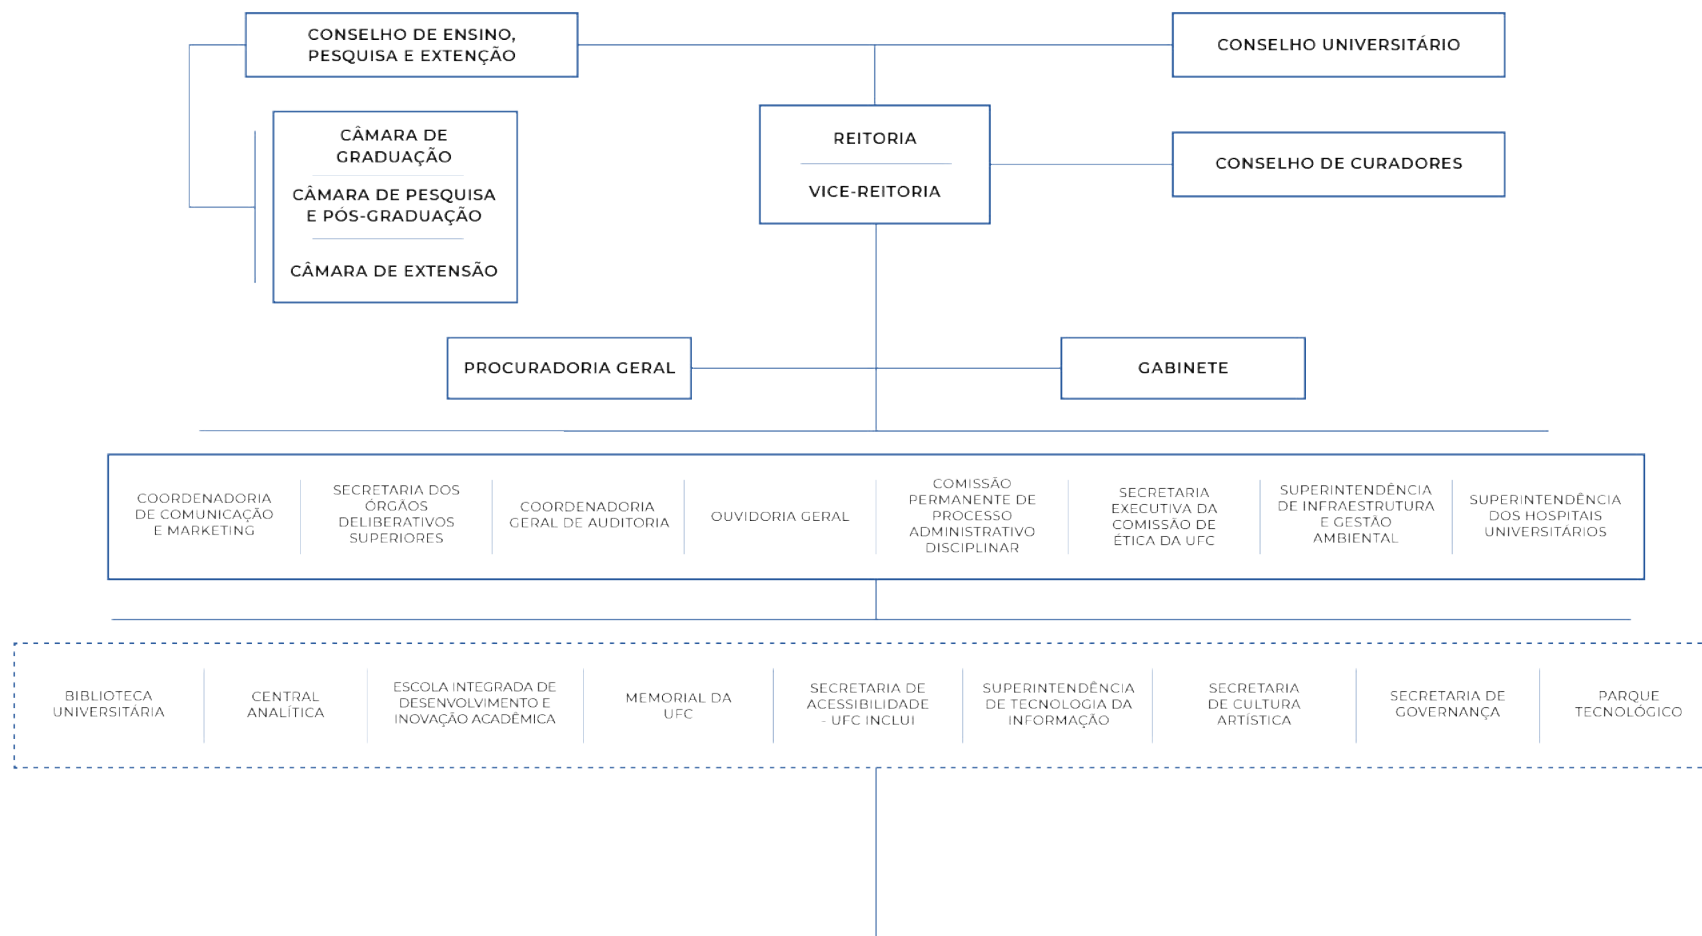 CONSELHO DE ENSINO,
PESQUISA E EXTENÇÃO
CONSELHO UNIVERSITÁRIO
CÂMARA DE
GRADUAÇÃO
CÂMARA DE PESQUISA
E PÓS-GRADUAÇÃO
CÂMARA DE EXTENSÃO
REITORIA
VICE-REITORIA
CONSELHO DE CURADORES
PROCURADORIA GERAL
GABINETE
COORDENADORIA
DE COMUNICAÇÃO
E MARKETING
SECRETARIA DOS
ÓRGÃOS
DELIBERATIVOS
SUPERIORES
COORDENADORIA
GERAL DE AUDITORIA
OUVIDORIA GERAL
COMISSÃO
PERMANENTE DE
PROCESSO
ADMINISTRATIVO
DISCIPLINAR
SECRETARIA
EXECUTIVA DA
COMISSÃO DE
ÉTICA DA UFC
SUPERINTENDÊNCIA
DE INFRAESTRUTURA
E GESTÃO
AMBIENTAL
SUPERINTENDÊNCIA
DOS HOSPITAIS
UNIVERSITÁRIOS
BIBLIOTECA
UNIVERSITÁRIA
CENTRAL
ANALÍTICA
ESCOLA INTEGRADA DE
DESENVOLVIMENTO E
INOVAÇÃO ACADÊMICA
MEMORIAL DA
UFC
SECRETARIA DE
ACESSIBILIDADE
- UFC INCLUI
SUPERINTENDÊNCIA
DE TECNOLOGIA DA
INFORMAÇÃO
SECRETARIA
DE CULTURA
ARTÍSTICA
SECRETARIA DE
GOVERNANÇA
PARQUE
TECNOLÓGICO